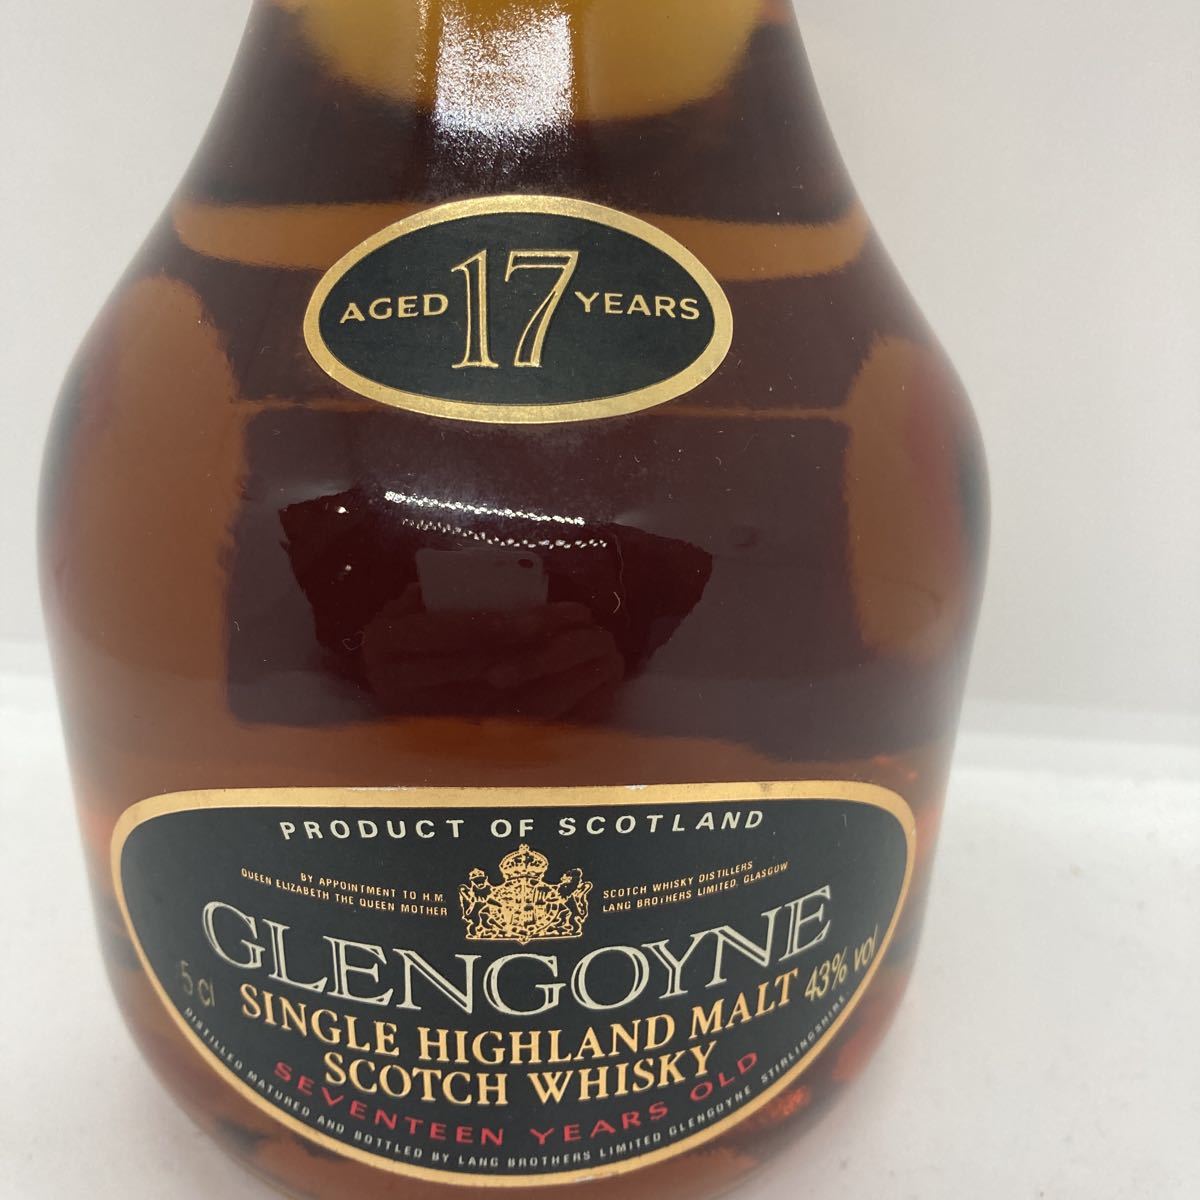 AGED 17 YEARS
PRODUCT OF SCOTLAND
BY APPOINTMENT TO H.M.
QUEEN ELIZABETH THE QUEEN MOTHER
SCOTCH WHISKY DISTILLERS
LANG BROTHERS LIMITED, GLASGOW
GLENGOYNE
5 cl
43% vol
SINGLE HIGHLAND MALT
SCOTCH WHISKY
SEVENTEEN YEARS OLD
DISTILLED MATURED AND BOTTLED BY LANG BROTHERS LIMITED GLENGOYNE STIRLINGSHIRE